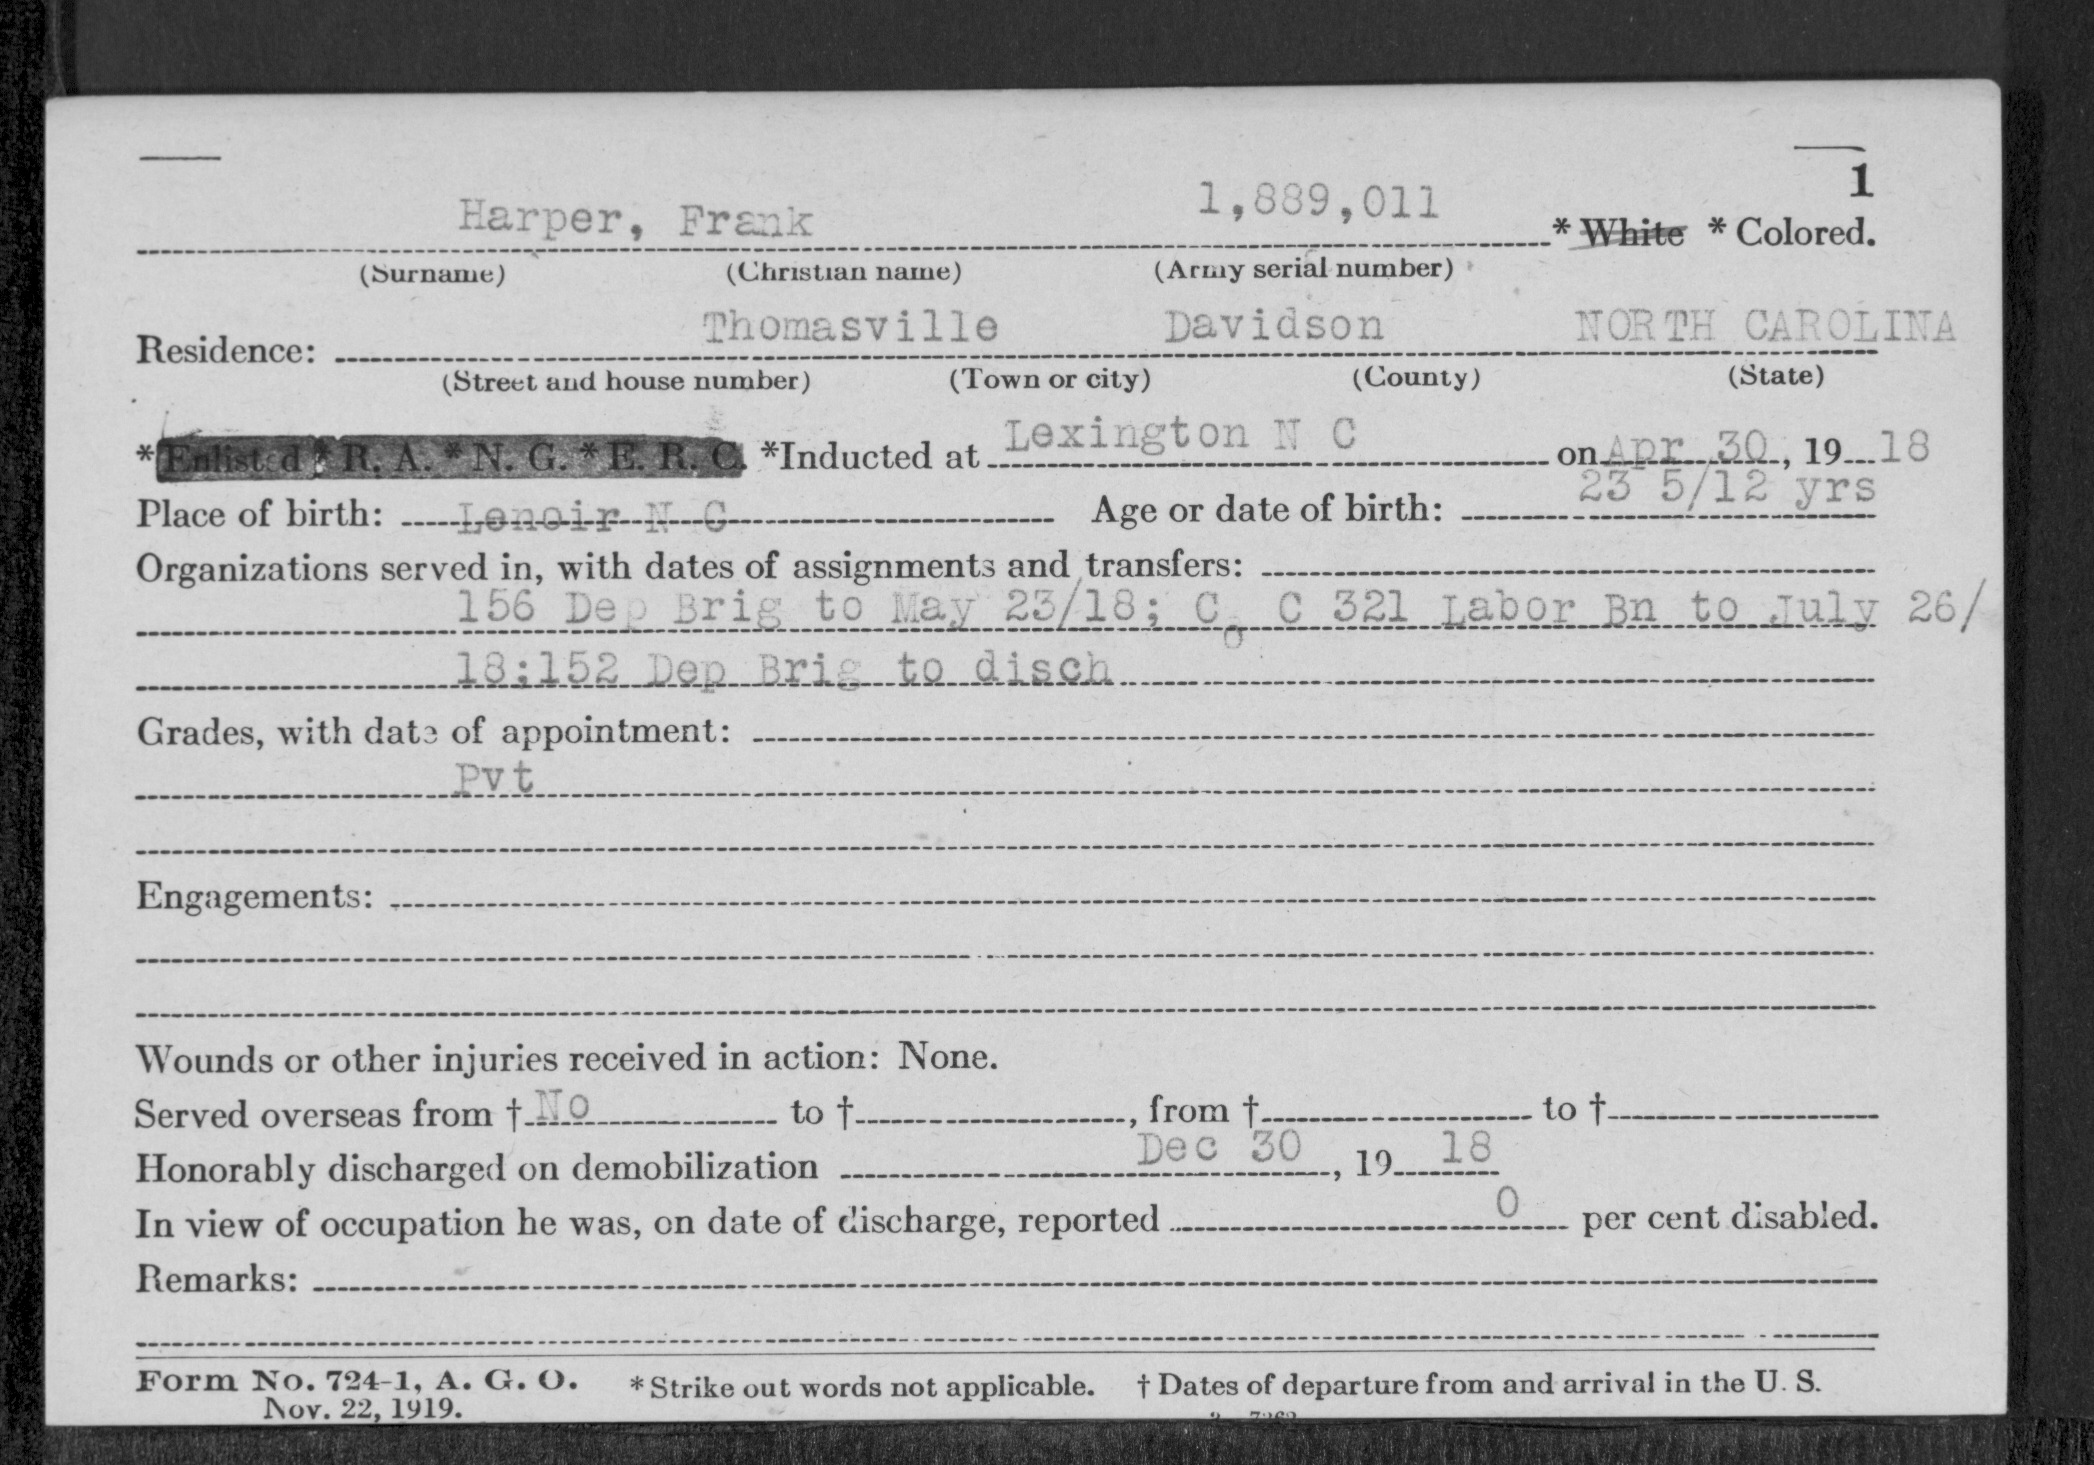 1
Harper, Frank 1,889,011 * White * Colored.
(Surname) (Christian name) (Army serial number)
Residence: Thomasville Davidson NORTH CAROLINA
(Street and house number) (Town or city) (County) (State)
*Enlisted * R. A. * N. G. * E. R. C. *Inducted at Lexington N C on Apr 30, 19 18
Place of birth: Lenoir N C Age or date of birth: 23 5/12 yrs
Organizations served in, with dates of assignments and transfers:
156 Dep Brig to May 23/18; Co C 321 Labor Bn to July 26/
18;152 Dep Brig to disch
Grades, with date of appointment:
Pvt
Engagements:
Wounds or other injuries received in action: None.
Served overseas from † No to †, from † to †
Honorably discharged on demobilization Dec 30, 19 18
In view of occupation he was, on date of discharge, reported 0 per cent disabled.
Remarks:
Form No. 724-1, A. G. O. * Strike out words not applicable. † Dates of departure from and arrival in the U. S.
Nov. 22, 1919.